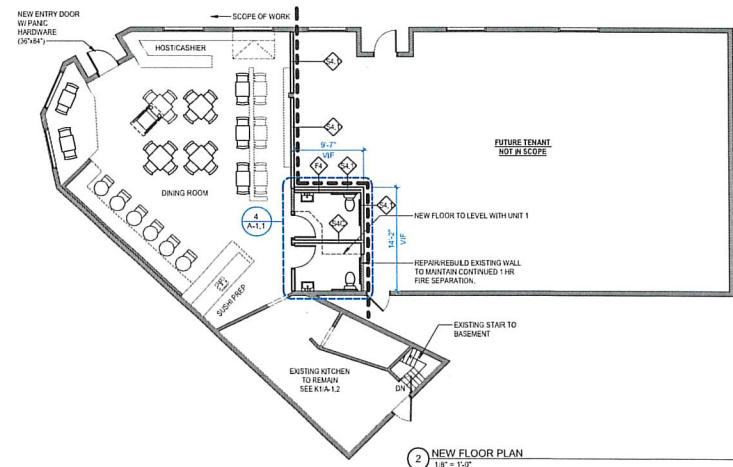 NEW ENTRY DOOR
W/ PANIC
HARDWARE
(36"x84")
SCOPE OF WORK
HOST/CASHIER
S4.1
S4.1
9'-7"
VIF
F4
S4.1
FUTURE TENANT
NOT IN SCOPE
DINING ROOM
4
A-1.1
S4.1
14'-2"
VIF
NEW FLOOR TO LEVEL WITH UNIT 1
REPAIR/REBUILD EXISTING WALL
TO MAINTAIN CONTINUED 1 HR
FIRE SEPARATION.
SUSHI PREP
EXISTING STAIR TO
BASEMENT
EXISTING KITCHEN
TO REMAIN
SEE K1/A-1.2
DN
2
NEW FLOOR PLAN
1/8" = 1'-0"